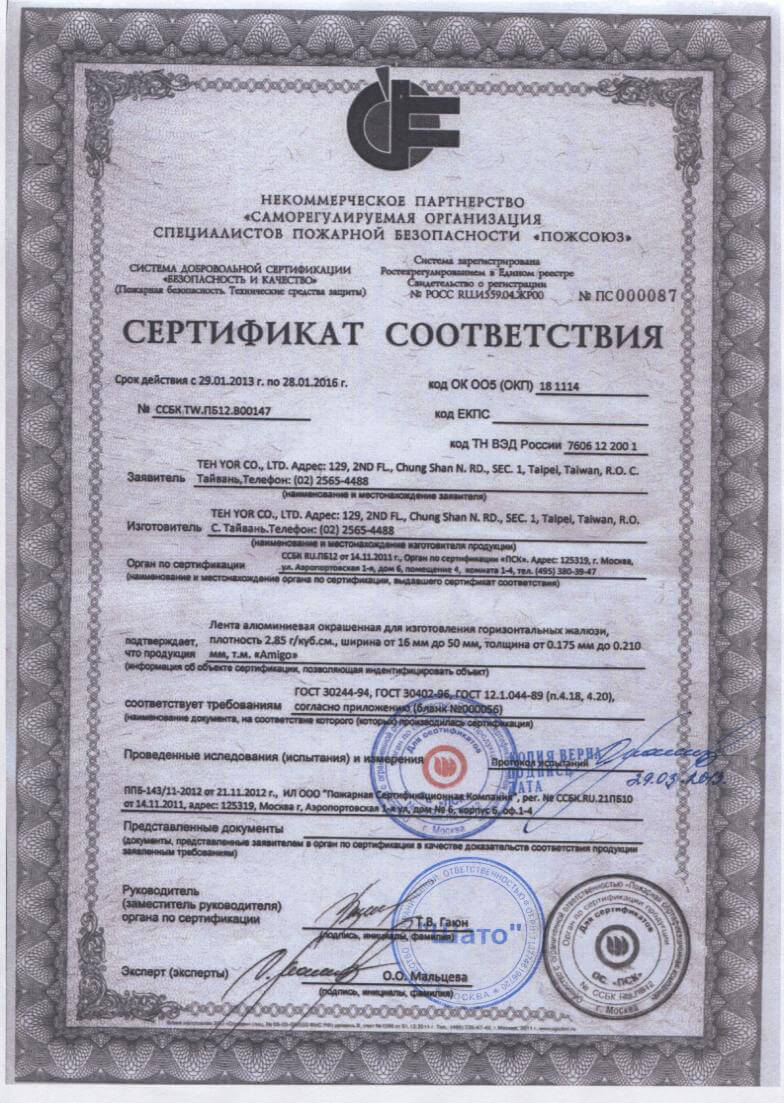 НЕКОММЕРЧЕСКОЕ ПАРТНЕРСТВО
«САМОРЕГУЛИРУЕМАЯ ОРГАНИЗАЦИЯ
СПЕЦИАЛИСТОВ ПОЖАРНОЙ БЕЗОПАСНОСТИ «ПОЖСОЮЗ»
СИСТЕМА ДОБРОВОЛЬНОЙ СЕРТИФИКАЦИИ
«БЕЗОПАСНОСТЬ И КАЧЕСТВО»
(Пожарная безопасность. Технические средства защиты)
Система зарегистрирована
Ростехрегулированием в Едином реестре
Свидетельство о регистрации
№ РОСС RU.И559.04.ЖР00
№ ПС 000087
СЕРТИФИКАТ СООТВЕТСТВИЯ
Срок действия с 29.01.2013 г. по 28.01.2016 г.
код ОК ОО5 (ОКП) 18 1114
№ ССБК TW.ПБ12.В00147
код ЕКПС
код ТН ВЭД России 7606 12 200 1
Заявитель
TEH YOR CO., LTD. Адрес: 129, 2ND FL., Chung Shan N. RD., SEC. 1, Taipei, Taiwan, R.O. C.
Тайвань,Телефон: (02) 2565-4488
(наименование и местонахождение заявителя)
Изготовитель
TEH YOR CO., LTD. Адрес: 129, 2ND FL., Chung Shan N. RD., SEC. 1, Taipei, Taiwan, R.O.
C. Тайвань.Телефон: (02) 2565-4488
(наименование и местонахождение изготовителя продукции)
Орган по сертификации
ССБК RU.ПБ12 от 14.11.2011 г., Орган по сертификации «ПСК». Адрес: 125319, г. Москва,
ул. Аэропортовская 1-я, дом 6, помещение 4, комната 1-4, тел. (495) 380-39-47
(наименование и местонахождение органа по сертификации, выдавшего сертификат соответствия)
подтверждает,
что продукция
Лента алюминиевая окрашенная для изготовления горизонтальных жалюзи,
плотность 2.85 г/куб.см., ширина от 16 мм до 50 мм, толщина от 0.175 мм до 0.210
мм, т.м. «Amigo»
(информация об объекте сертификации, позволяющая индентифицировать объект)
соответствует требованиям
ГОСТ 30244-94, ГОСТ 30402-96, ГОСТ 12.1.044-89 (п.4.18, 4.20),
согласно приложению (бланк №000056)
(наименование документа, на соответствие которого (которых) производилась сертификация)
Проведенные иследования (испытания) и измерения
Протокол испытаний
КОПИЯ ВЕРНА
ПОДПИСЬ
ДАТА
29.03.2013
ППБ-143/11-2012 от 21.11.2012 г., ИЛ ООО "Пожарная Сертификационная Компания", рег. № ССБК.RU.21ПБ10
от 14.11.2011, адрес: 125319, Москва г, Аэропортовская 1-я ул, дом № 6, корпус 6, оф.1-4
Представленные документы
(документы, представленные заявителем в орган по сертификации в качестве доказательств соответствия продукции
заявленным требованиям)
Руководитель
(заместитель руководителя)
органа по сертификации
Т.В. Гаюн
(подпись, инициалы, фамилия)
Эксперт (эксперты)
О.О. Мальцева
(подпись, инициалы, фамилия)
Для сертификатов
г. Москва
Для сертификатов
Орган по сертификации продукции
ОС. «ПСК»
г. Москва